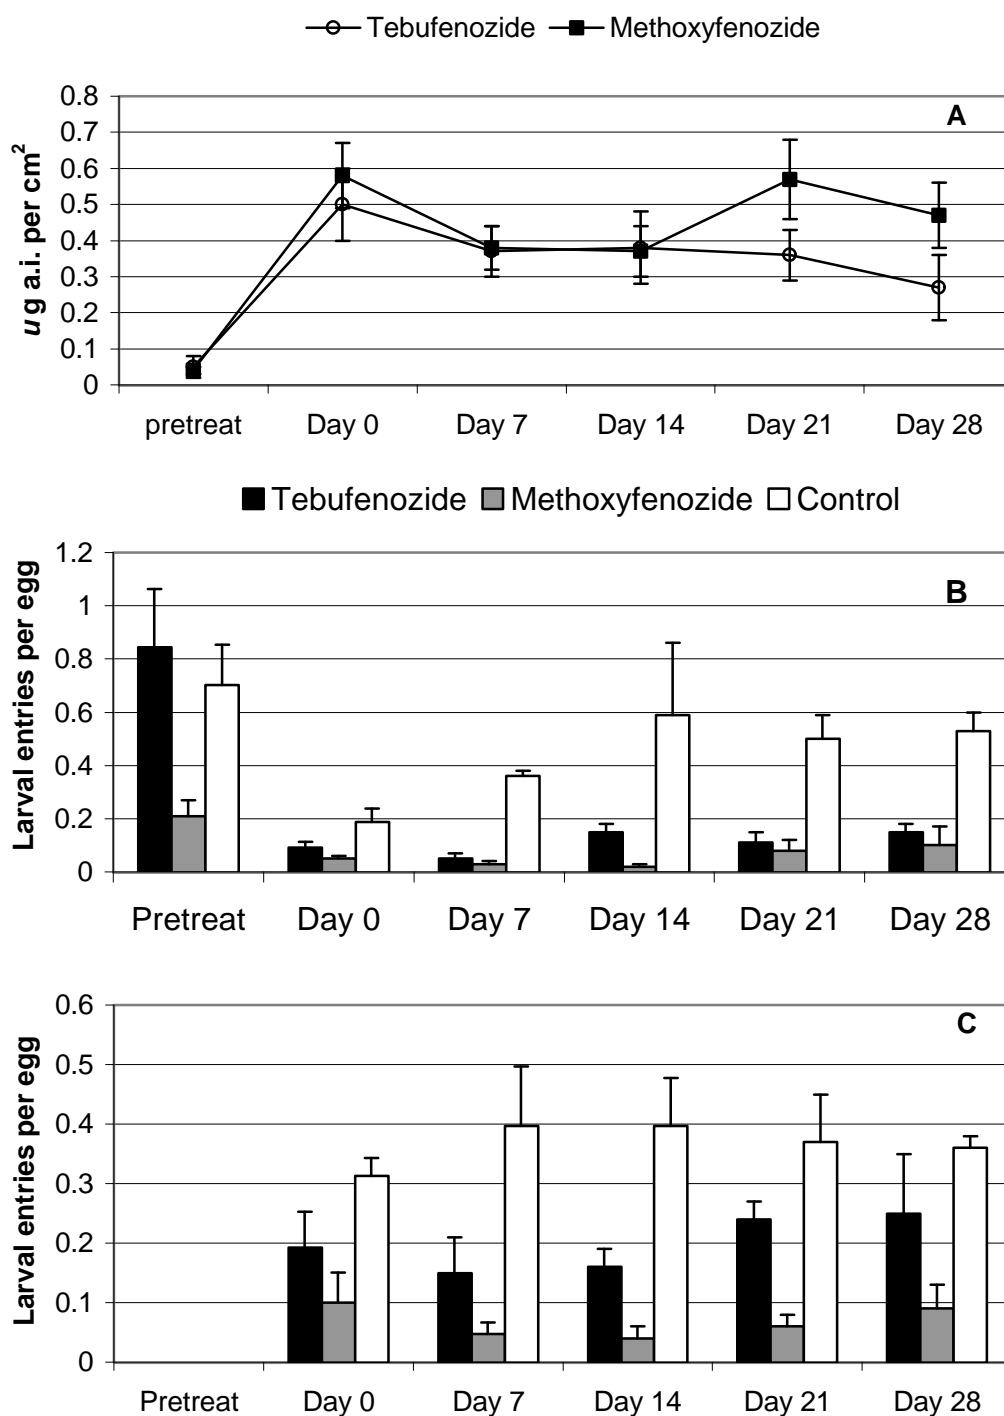 Tebufenozide Methoxyfenozide
A
ug a.i. per cm²
0.8
0.7
0.6
0.5
0.4
0.3
0.2
0.1
0
pretreat Day 0 Day 7 Day 14 Day 21 Day 28
Tebufenozide Methoxyfenozide Control
B
Larval entries per egg
1.2
1
0.8
0.6
0.4
0.2
0
Pretreat Day 0 Day 7 Day 14 Day 21 Day 28
C
Larval entries per egg
0.6
0.5
0.4
0.3
0.2
0.1
0
Pretreat Day 0 Day 7 Day 14 Day 21 Day 28